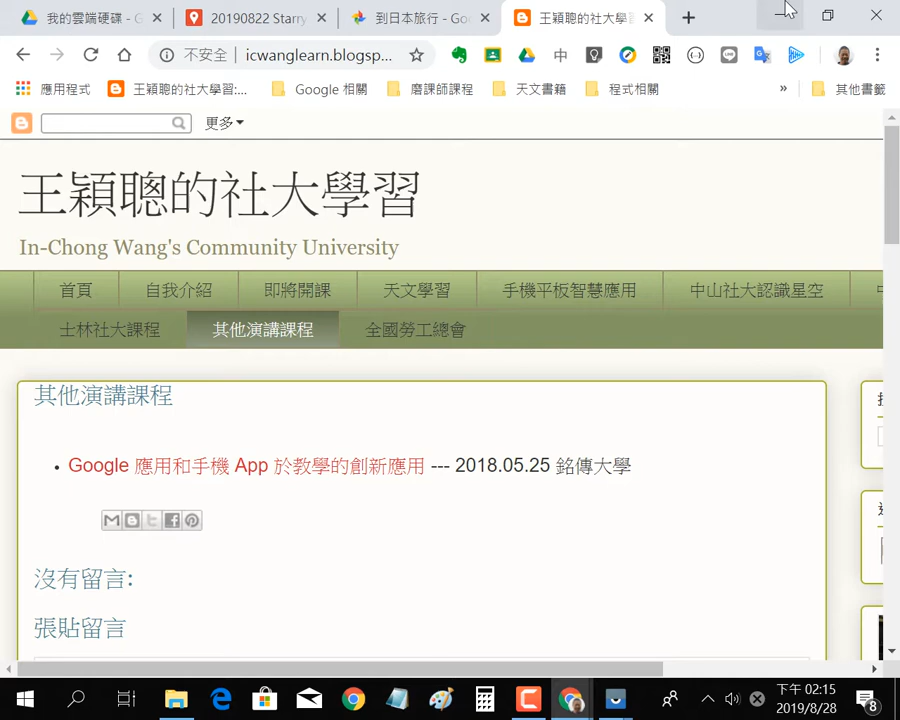 我的雲端硬碟 - G
20190822 Starry
到日本旅行 - Goo
王穎聰的社大學習
不安全 icwanglearn.blogsp...
中
應用程式
王穎聰的社大學習:...
Google 相關
磨課師課程
天文書籍
程式相關
»
其他書籤
更多
王穎聰的社大學習
In-Chong Wang's Community University
首頁 自我介紹 即將開課 天文學習 手機平板智慧應用 中山社大認識星空
士林社大課程 其他演講課程 全國勞工總會
其他演講課程
• Google 應用和手機 App 於教學的創新應用 --- 2018.05.25 銘傳大學
沒有留言:
張貼留言
下午 02:15
2019/8/28
8